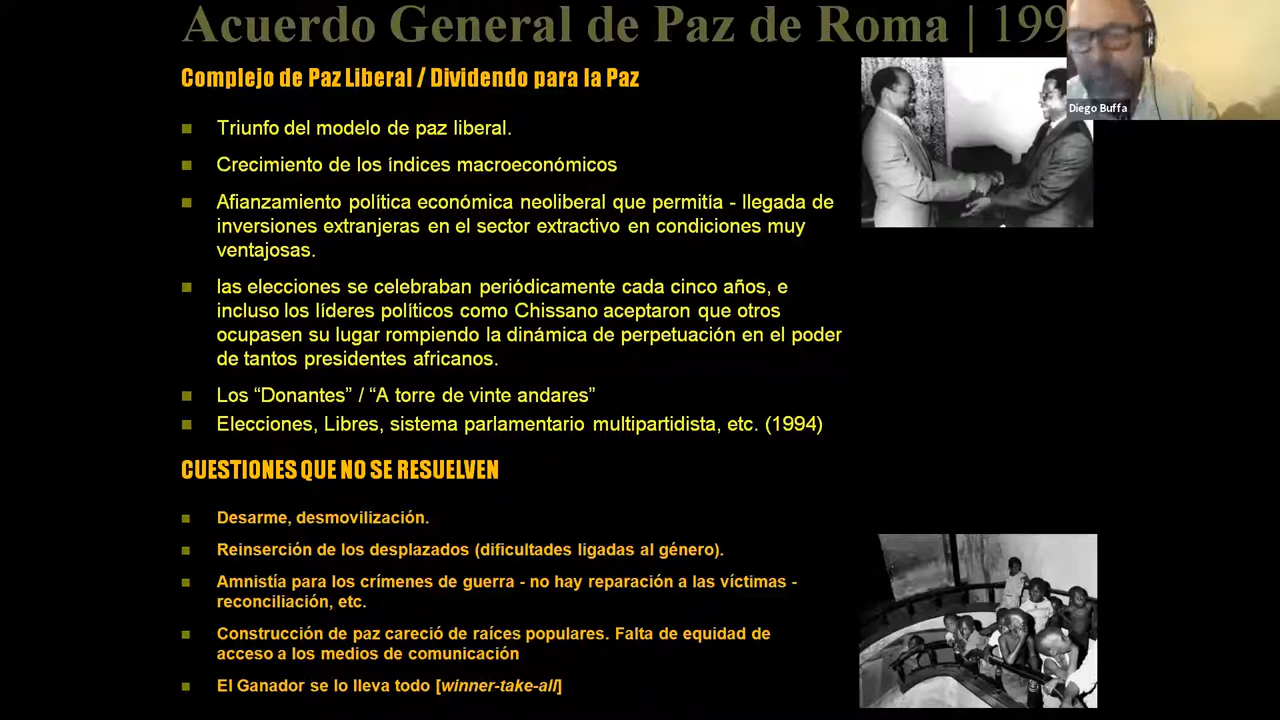 Acuerdo General de Paz de Roma | 199
Diego Buffa
Complejo de Paz Liberal / Dividendo para la Paz
Triunfo del modelo de paz liberal.
Crecimiento de los índices macroeconómicos
Afianzamiento política económica neoliberal que permitía - llegada de
inversiones extranjeras en el sector extractivo en condiciones muy
ventajosas.
las elecciones se celebraban periódicamente cada cinco años, e
incluso los líderes políticos como Chissano aceptaron que otros
ocupasen su lugar rompiendo la dinámica de perpetuación en el poder
de tantos presidentes africanos.
Los “Donantes” / “A torre de vinte andares”
Elecciones, Libres, sistema parlamentario multipartidista, etc. (1994)
CUESTIONES QUE NO SE RESUELVEN
Desarme, desmovilización.
Reinserción de los desplazados (dificultades ligadas al género).
Amnistía para los crímenes de guerra - no hay reparación a las víctimas -
reconciliación, etc.
Construcción de paz careció de raíces populares. Falta de equidad de
acceso a los medios de comunicación
El Ganador se lo lleva todo [winner-take-all]